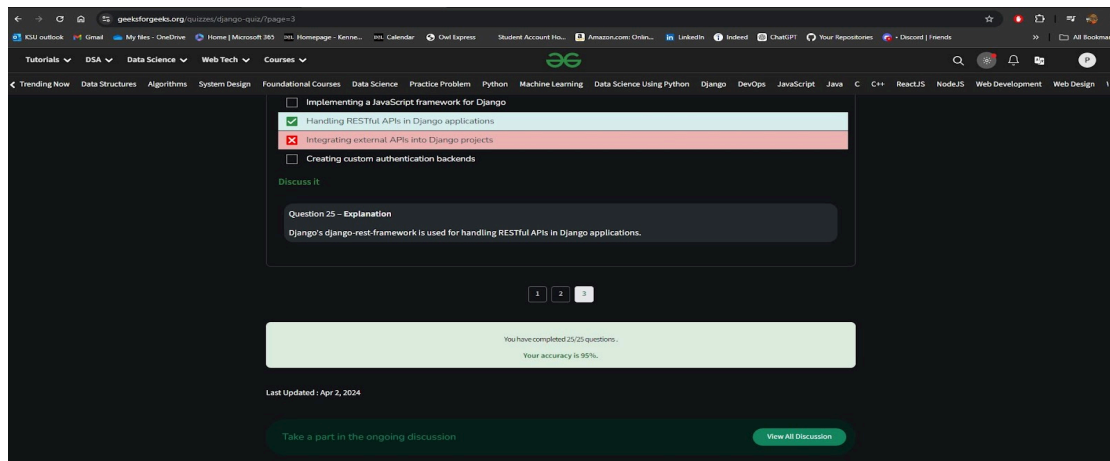 geeksforgeeks.org/quizzes/django-quiz/?page=3
KSU outlook M Gmail My files - OneDrive Home | Microsoft 365 D2L Homepage - Kenne... D2L Calendar Owl Express Student Account Ho... Amazon.com: Onlin... in LinkedIn Indeed ChatGPT Your Repositories • Discord | Friends » All Bookmar
Tutorials DSA Data Science Web Tech Courses P
Trending Now Data Structures Algorithms System Design Foundational Courses Data Science Practice Problem Python Machine Learning Data Science Using Python Django DevOps JavaScript Java C C++ ReactJS NodeJS Web Development Web Design
Implementing a JavaScript framework for Django
Handling RESTful APIs in Django applications
Integrating external APIs into Django projects
Creating custom authentication backends
Discuss it
Question 25 – Explanation
Django's django-rest-framework is used for handling RESTful APIs in Django applications.
1 2 3
You have completed 25/25 questions .
Your accuracy is 95%.
Last Updated : Apr 2, 2024
Take a part in the ongoing discussion View All Discussion